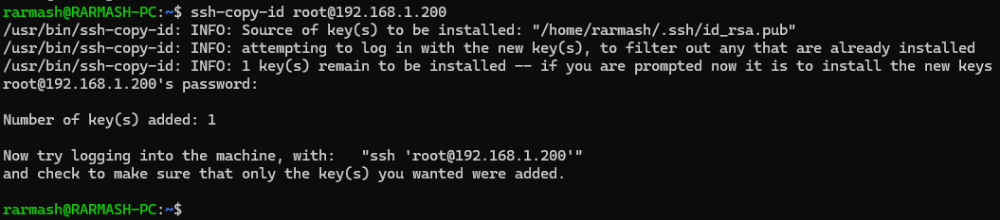 rarmash@RARMASH-PC:~$ ssh-copy-id root@192.168.1.200
/usr/bin/ssh-copy-id: INFO: Source of key(s) to be installed: "/home/rarmash/.ssh/id_rsa.pub"
/usr/bin/ssh-copy-id: INFO: attempting to log in with the new key(s), to filter out any that are already installed
/usr/bin/ssh-copy-id: INFO: 1 key(s) remain to be installed -- if you are prompted now it is to install the new keys
root@192.168.1.200's password:
Number of key(s) added: 1
Now try logging into the machine, with:   "ssh 'root@192.168.1.200'"
and check to make sure that only the key(s) you wanted were added.
rarmash@RARMASH-PC:~$